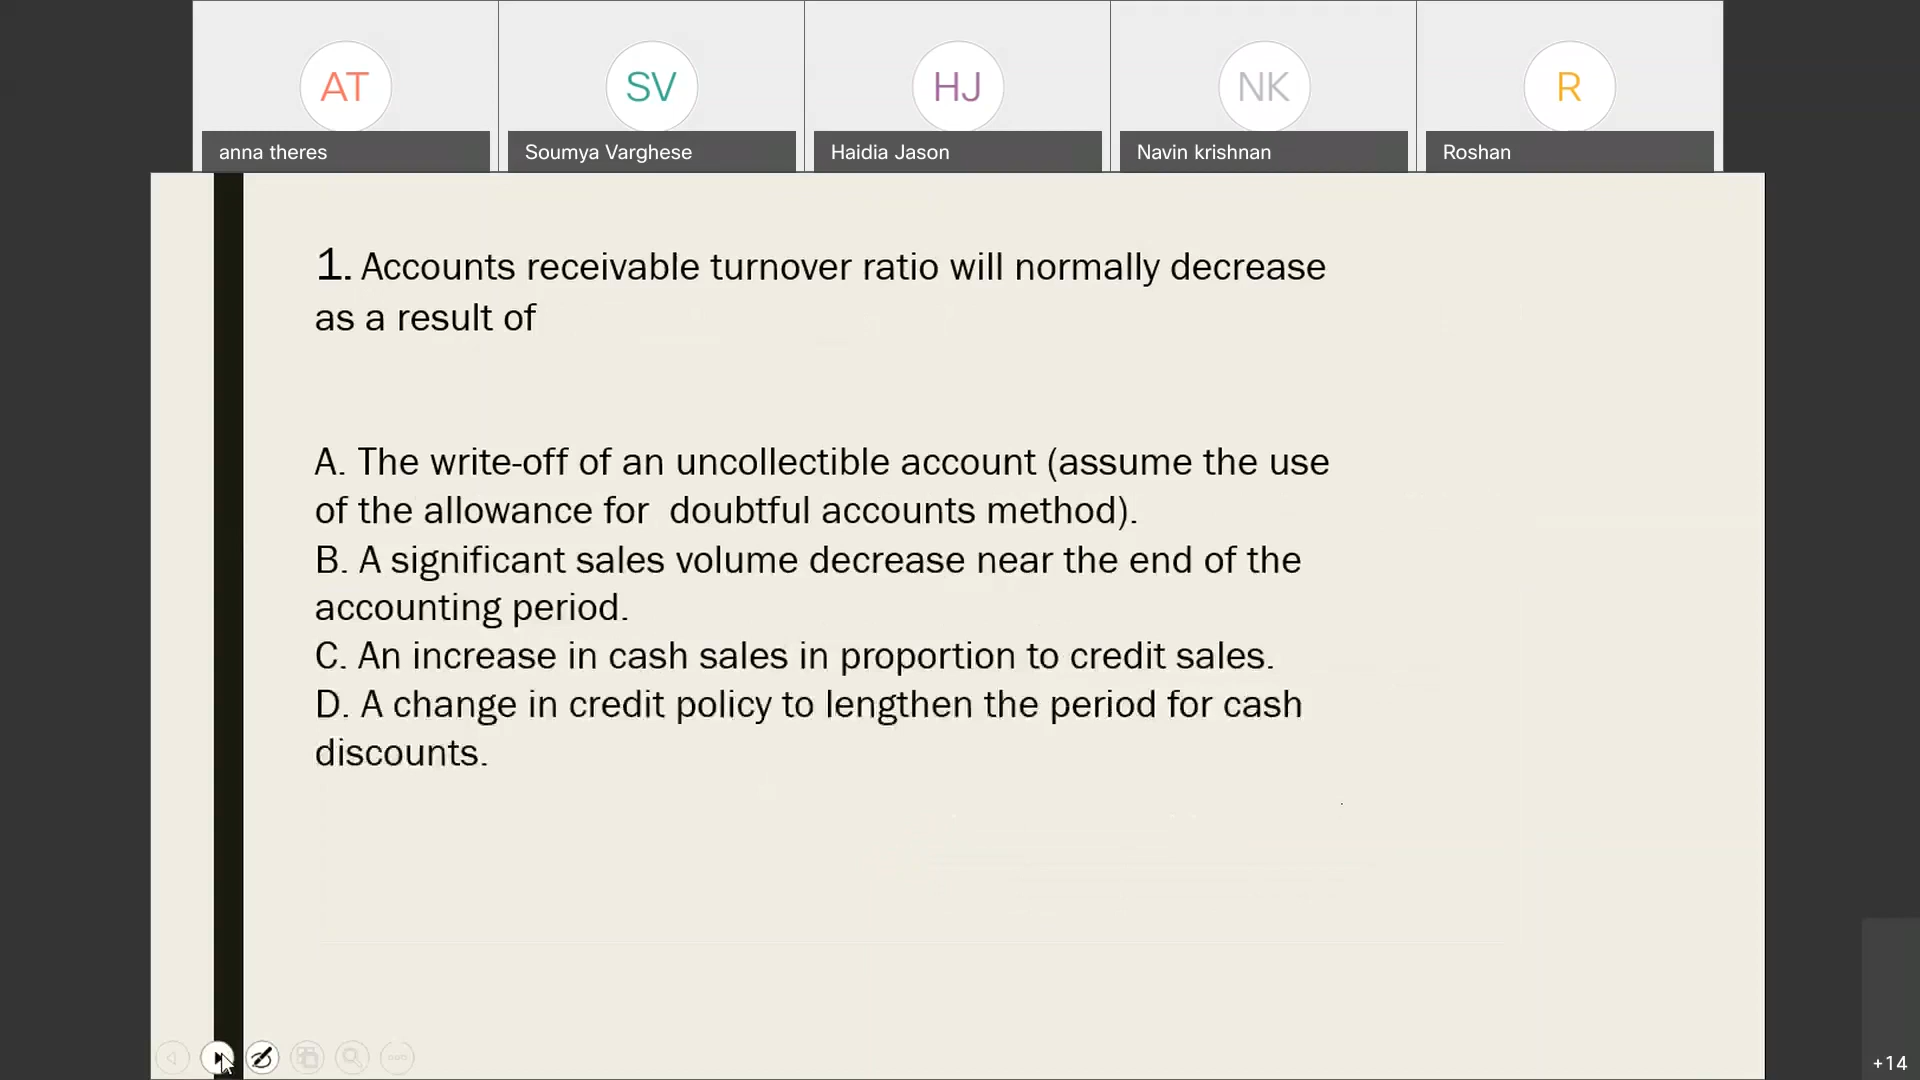 AT
SV
HJ
NK
R
anna theres
Soumya Varghese
Haidia Jason
Navin krishnan
Roshan
1. Accounts receivable turnover ratio will normally decrease
as a result of
A. The write-off of an uncollectible account (assume the use
of the allowance for  doubtful accounts method).
B. A significant sales volume decrease near the end of the
accounting period.
C. An increase in cash sales in proportion to credit sales.
D. A change in credit policy to lengthen the period for cash
discounts.
+14